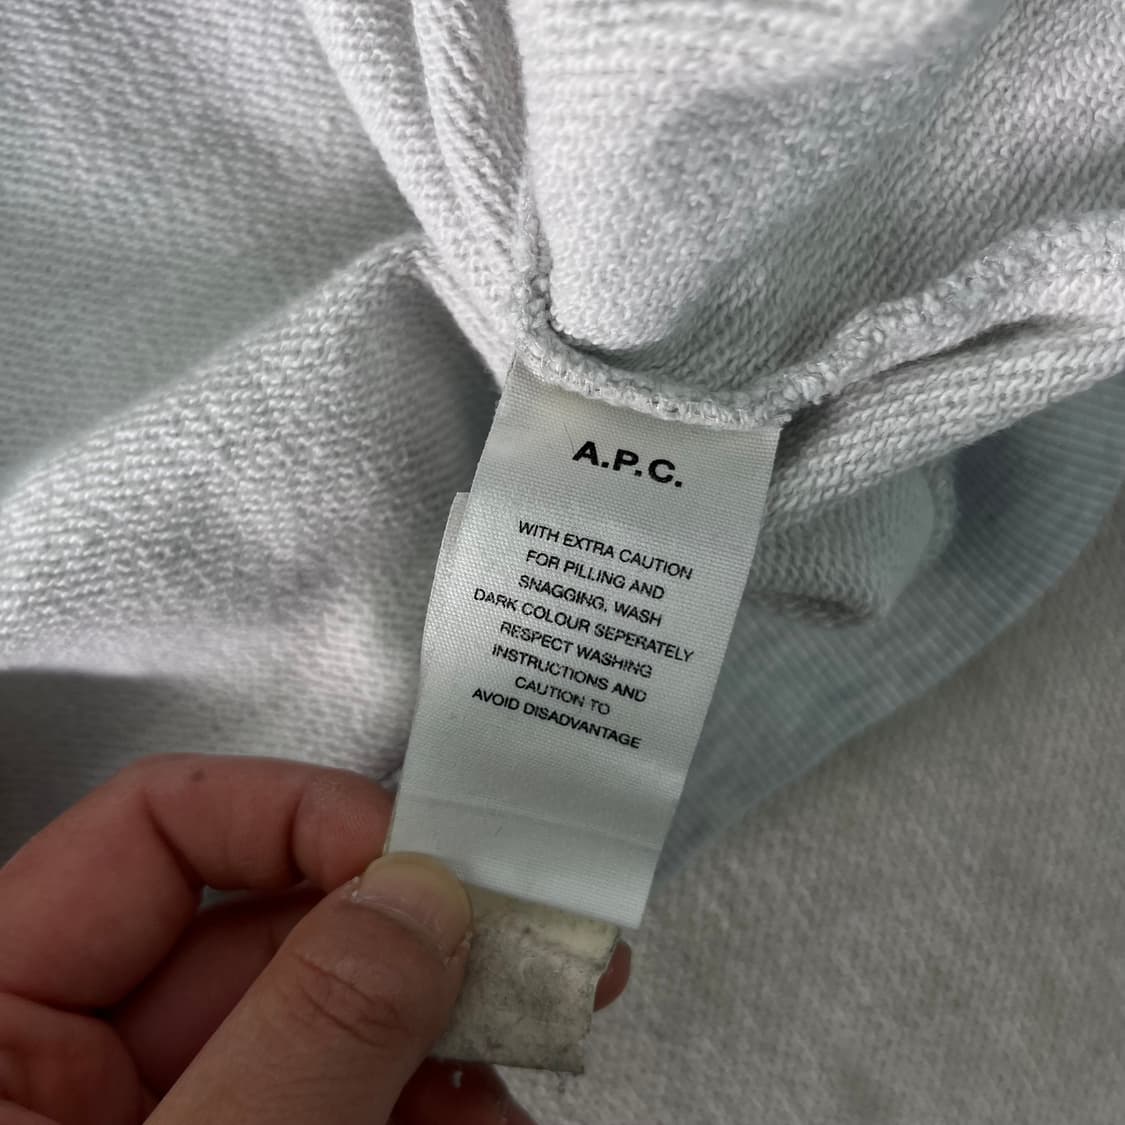 A.P.C.
WITH EXTRA CAUTION
FOR PILLING AND
SNAGGING, WASH
DARK COLOUR SEPERATELY
RESPECT WASHING
INSTRUCTIONS AND
CAUTION TO
AVOID DISADVANTAGE